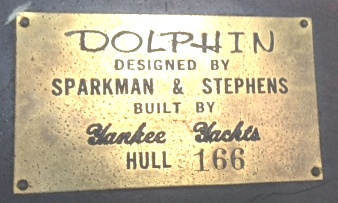 DOLPHIN
DESIGNED BY
SPARKMAN & STEPHENS
BUILT BY
Yankee Yachts
HULL 166